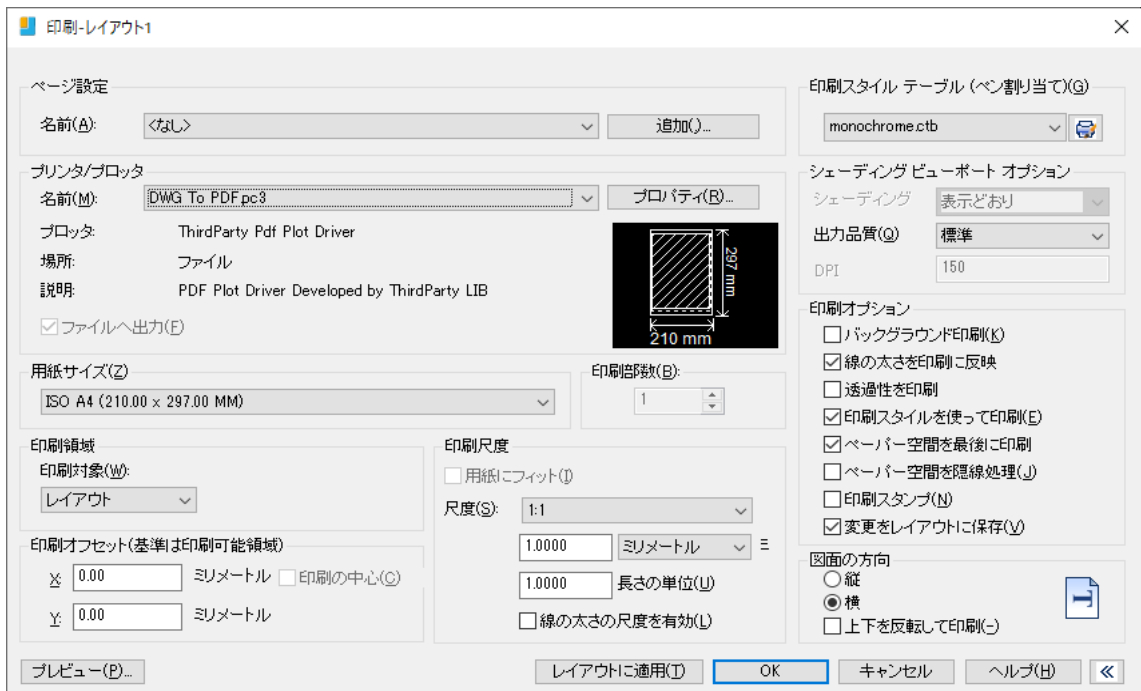 印刷-レイアウト1
ページ設定
名前(A):
<なし>
追加()...
プリンタ/プロッタ
名前(M):
DWG To PDF.pc3
プロパティ(R)...
プロッタ:
ThirdParty Pdf Plot Driver
場所:
ファイル
説明:
PDF Plot Driver Developed by ThirdParty LIB
ファイルへ出力(F)
297 mm
210 mm
用紙サイズ(Z)
ISO A4 (210.00 x 297.00 MM)
印刷部数(B):
1
印刷領域
印刷対象(W):
レイアウト
印刷オフセット(基準は印刷可能領域)
X:
0.00
ミリメートル
印刷の中心(C)
Y:
0.00
ミリメートル
印刷尺度
用紙にフィット(I)
尺度(S):
1:1
1.0000
ミリメートル
1.0000
長さの単位(U)
線の太さの尺度を有効(L)
印刷スタイル テーブル (ペン割り当て)(G)
monochrome.ctb
シェーディング ビューポート オプション
シェーディング
表示どおり
出力品質(Q)
標準
DPI
150
印刷オプション
バックグラウンド印刷(K)
線の太さを印刷に反映
透過性を印刷
印刷スタイルを使って印刷(E)
ペーパー空間を最後に印刷
ペーパー空間を隠線処理(J)
印刷スタンプ(N)
変更をレイアウトに保存(V)
図面の方向
縦
横
上下を反転して印刷(-)
プレビュー(P)...
レイアウトに適用(T)
OK
キャンセル
ヘルプ(H)